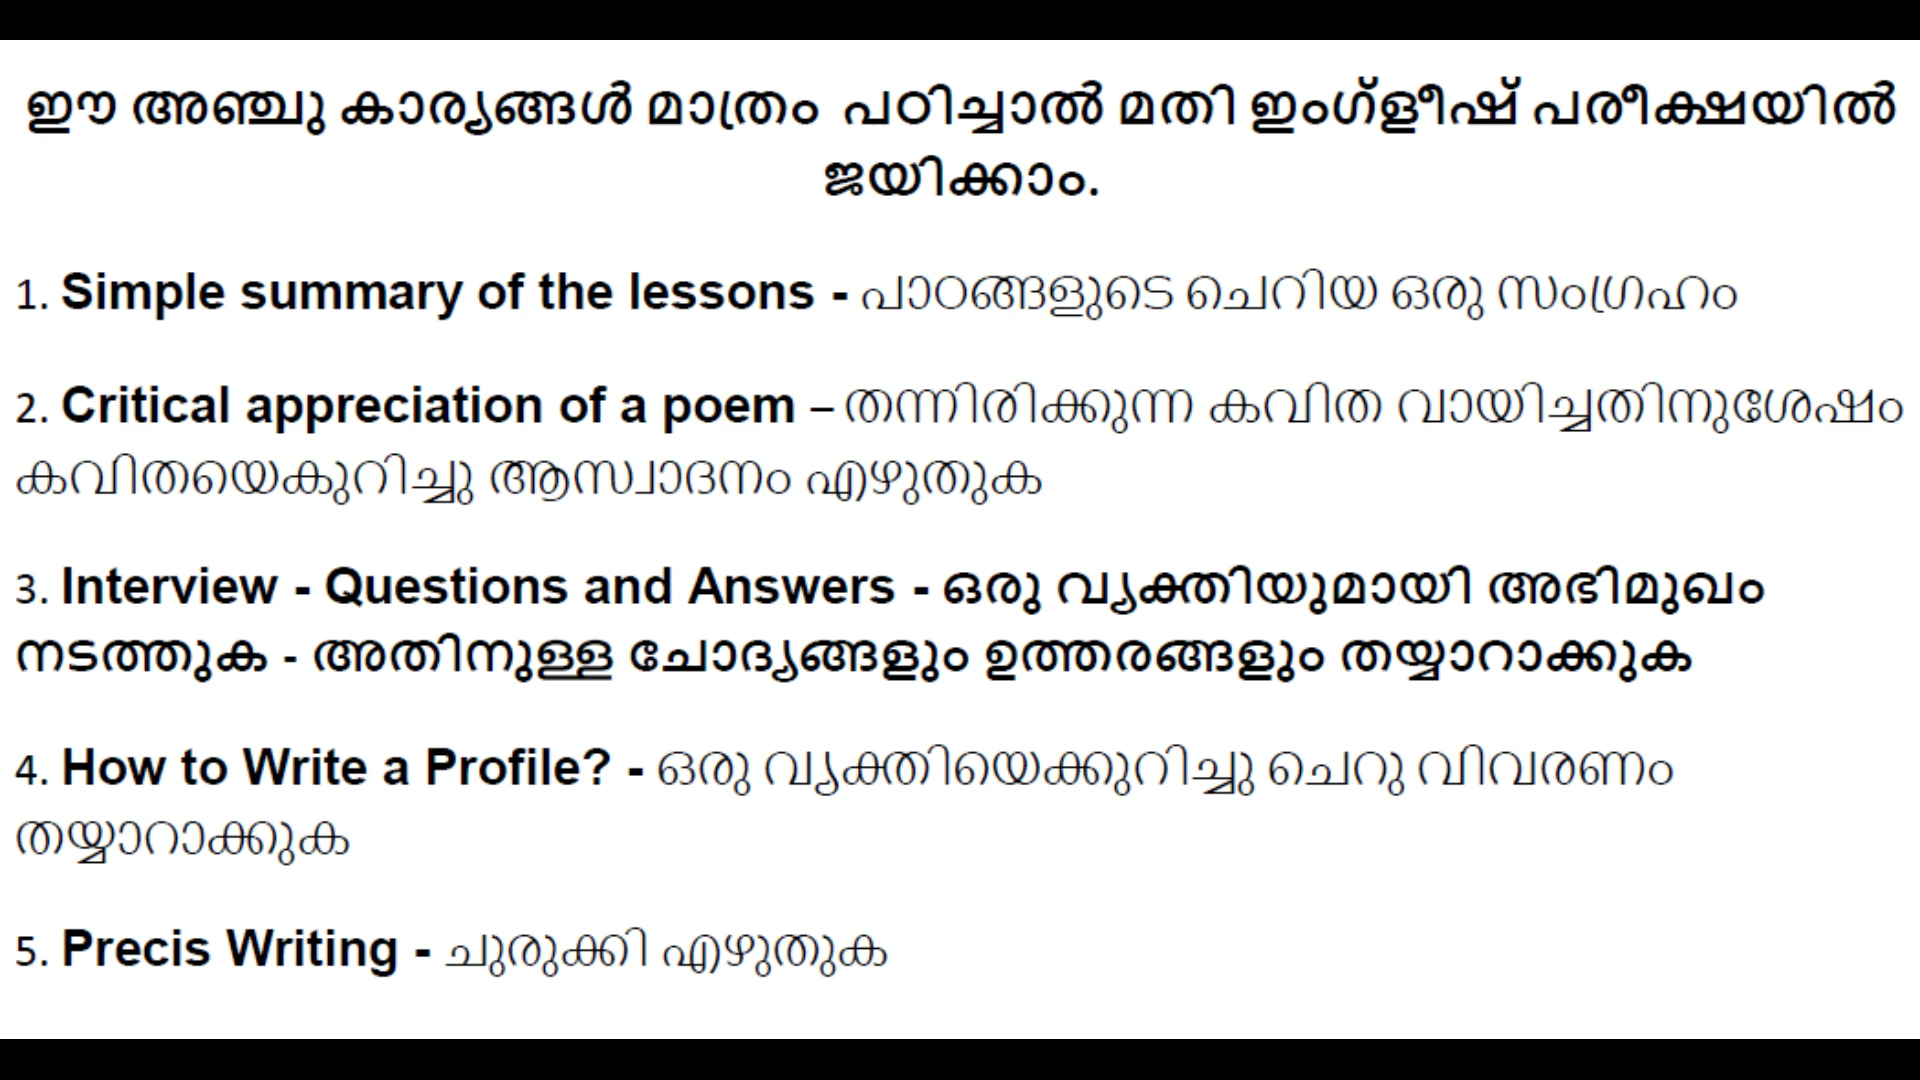 ഈ അഞ്ചു കാര്യങ്ങൾ മാത്രം പഠിച്ചാൽ മതി ഇംഗ്ളീഷ് പരീക്ഷയിൽ
ജയിക്കാം.
1. Simple summary of the lessons - പാഠങ്ങളുടെ ചെറിയ ഒരു സംഗ്രഹം
2. Critical appreciation of a poem – തന്നിരിക്കുന്ന കവിത വായിച്ചതിനുശേഷം
കവിതയെകുറിച്ചു ആസ്വാദനം എഴുതുക
3. Interview - Questions and Answers - ഒരു വ്യക്തിയുമായി അഭിമുഖം
നടത്തുക - അതിനുള്ള ചോദ്യങ്ങളും ഉത്തരങ്ങളും തയ്യാറാക്കുക
4. How to Write a Profile? - ഒരു വ്യക്തിയെക്കുറിച്ചു ചെറു വിവരണം
തയ്യാറാക്കുക
5. Precis Writing - ചുരുക്കി എഴുതുക